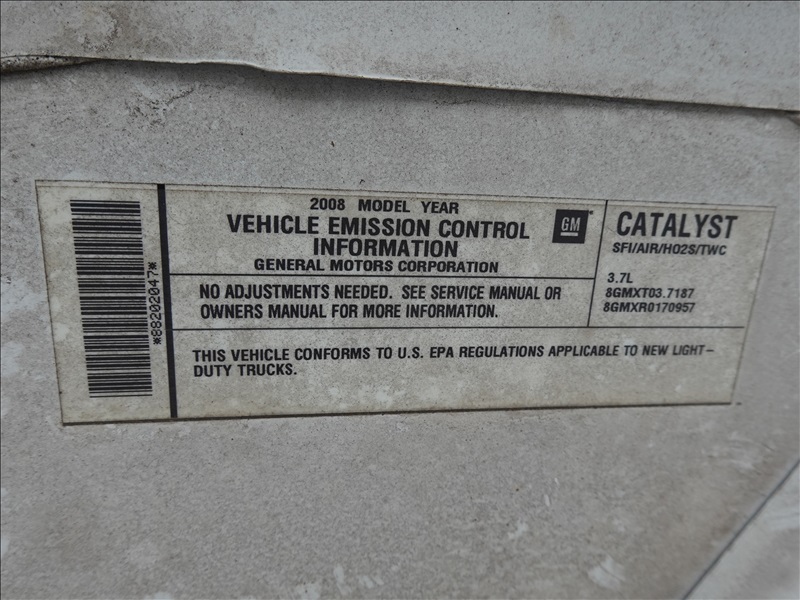 *88202047*
2008 MODEL YEAR
VEHICLE EMISSION CONTROL
INFORMATION
GENERAL MOTORS CORPORATION
GM
NO ADJUSTMENTS NEEDED. SEE SERVICE MANUAL OR
OWNERS MANUAL FOR MORE INFORMATION.
CATALYST
SFI/AIR/HO2S/TWC
3.7L
8GMXT03.7187
8GMXR0170957
THIS VEHICLE CONFORMS TO U.S. EPA REGULATIONS APPLICABLE TO NEW LIGHT-
DUTY TRUCKS.